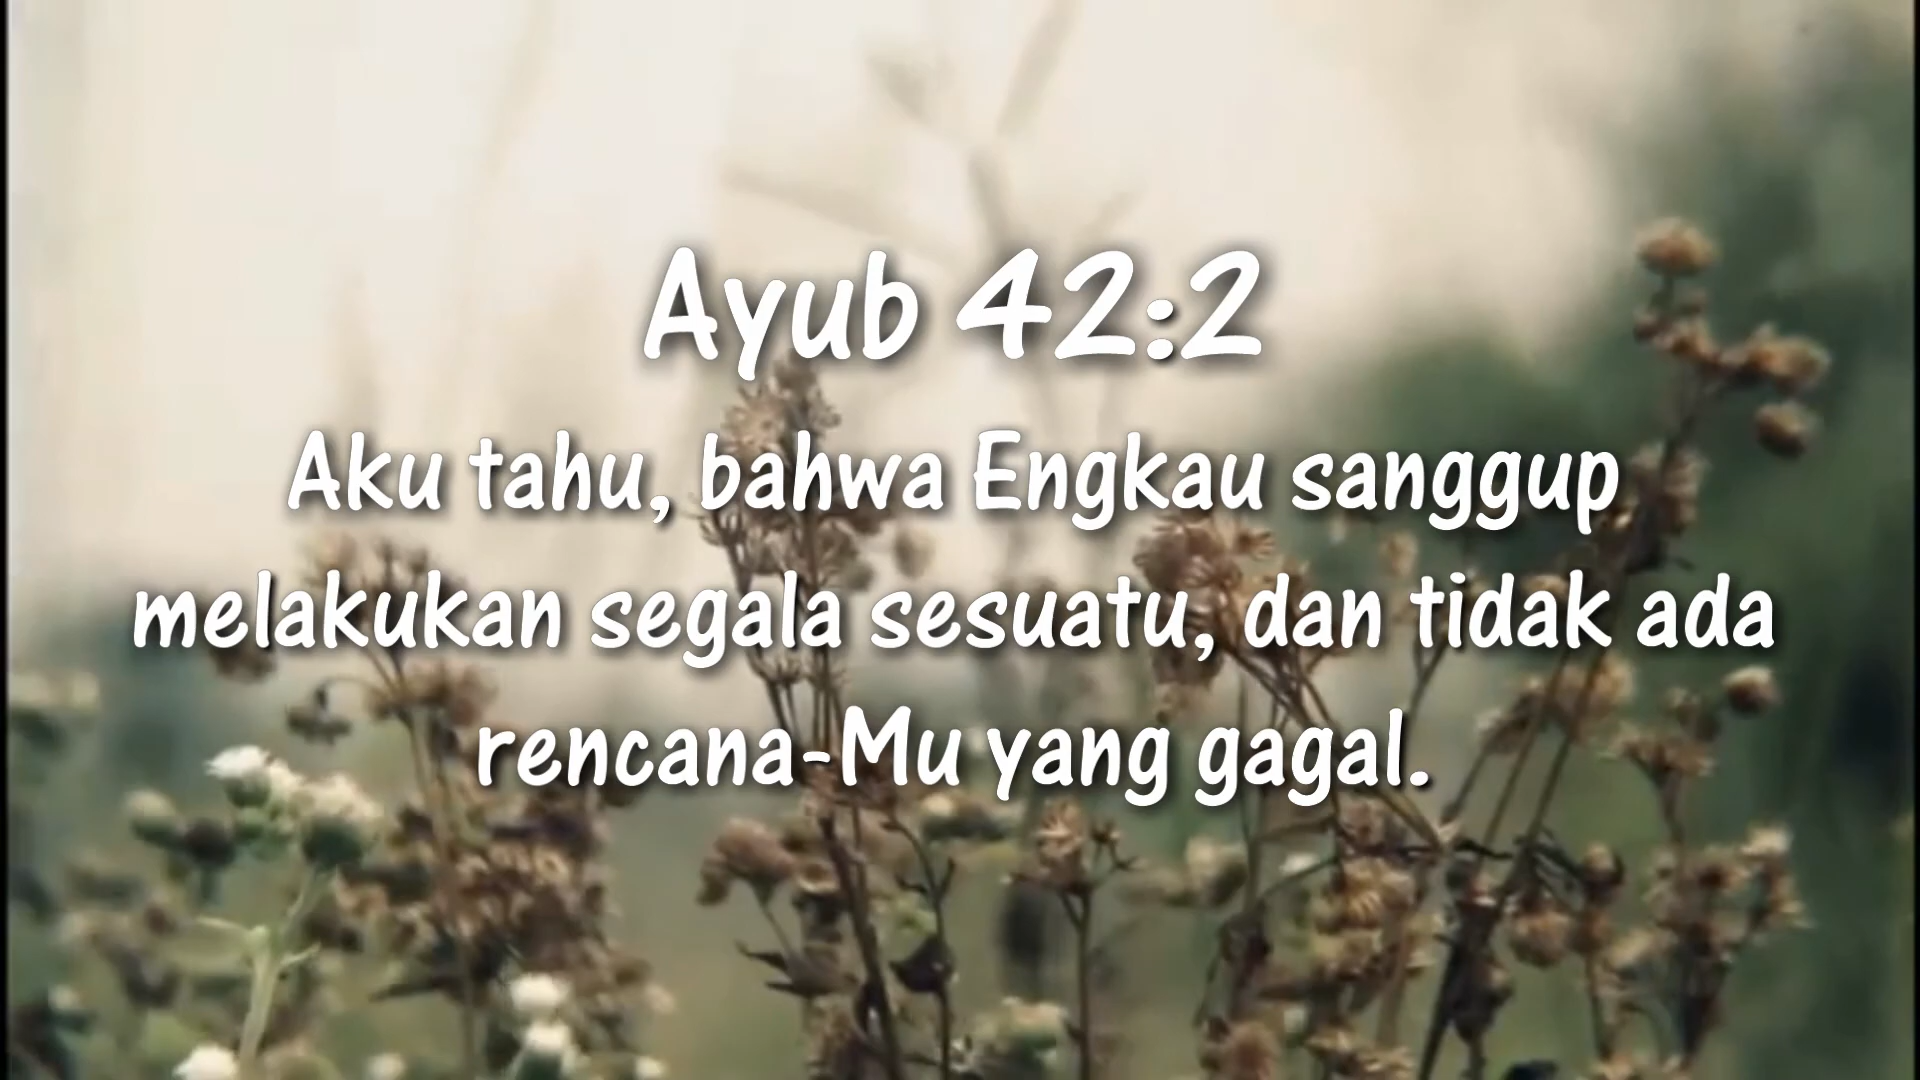 Ayub 42:2
Aku tahu, bahwa Engkau sanggup
melakukan segala sesuatu, dan tidak ada
rencana-Mu yang gagal.